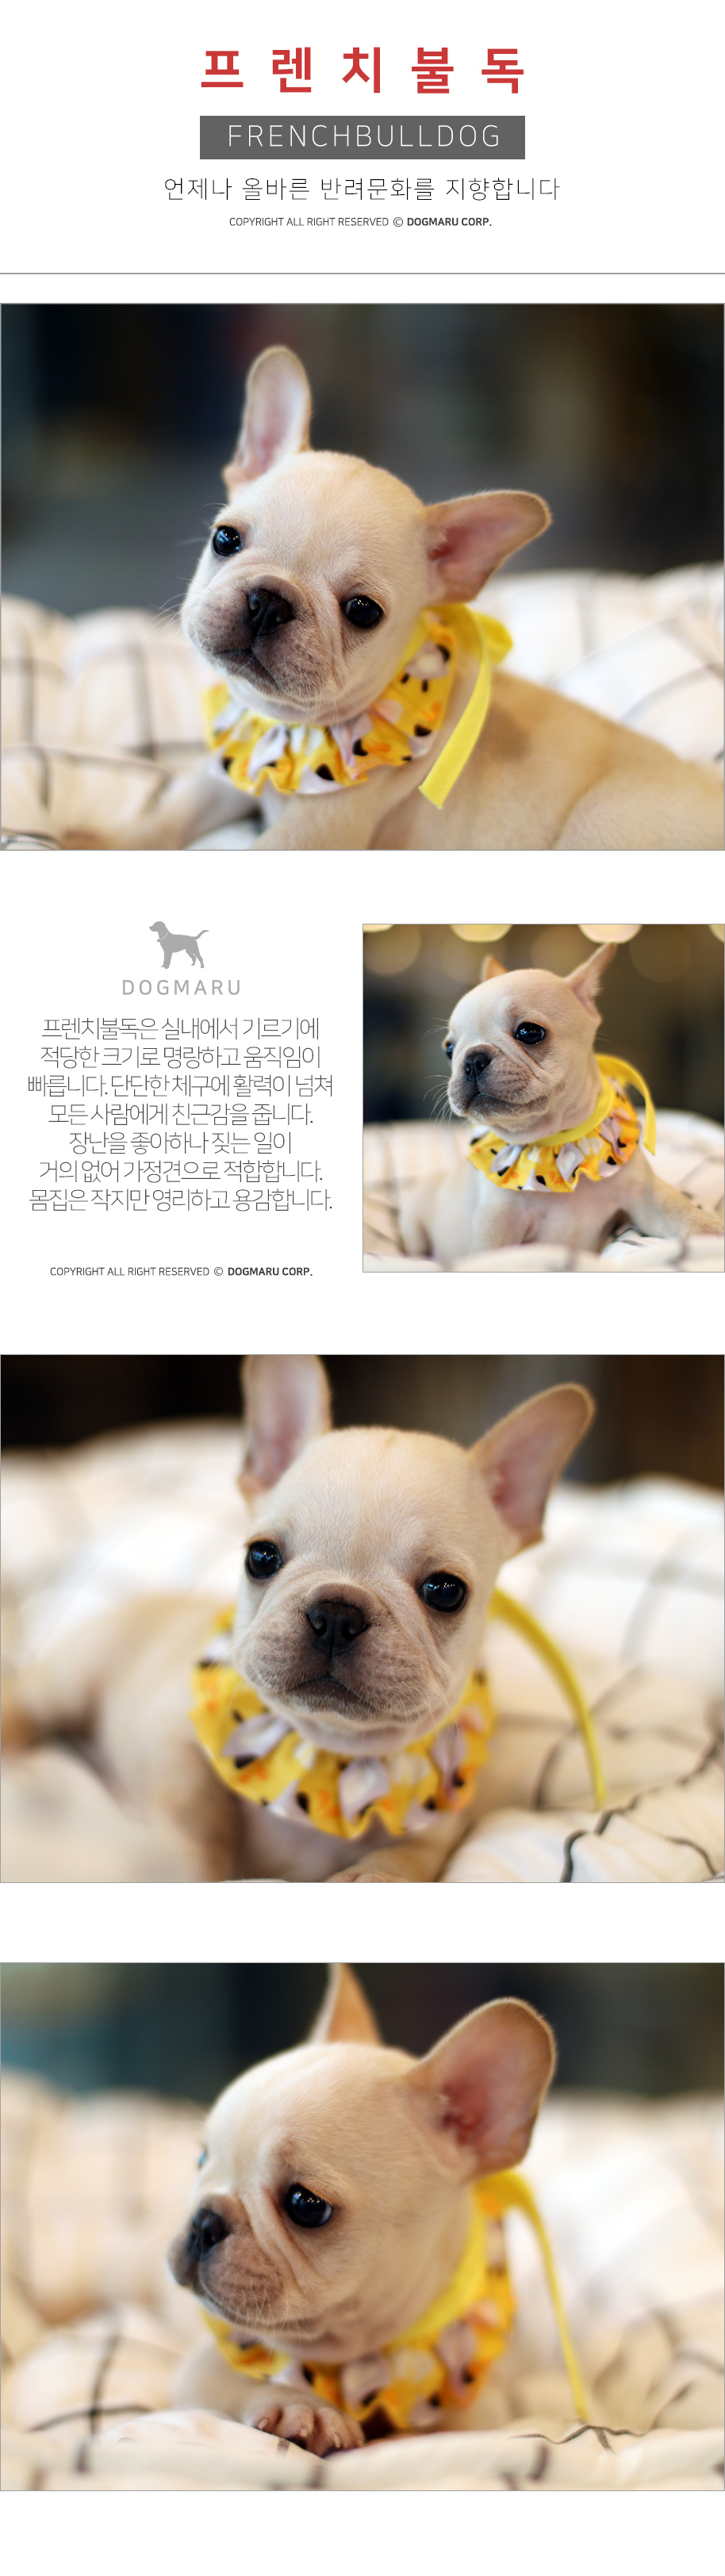 프렌치불독
FRENCHBULLDOG
언제나 올바른 반려문화를 지향합니다
COPYRIGHT ALL RIGHT RESERVED © DOGMARU CORP.
DOGMARU
프렌치불독은 실내에서 기르기에
적당한 크기로 명랑하고 움직임이
빠릅니다. 단단한 체구에 활력이 넘쳐
모든 사람에게 친근감을 줍니다.
장난을 좋아하나 짖는 일이
거의 없어 가정견으로 적합합니다.
몸집은 작지만 영리하고 용감합니다.
COPYRIGHT ALL RIGHT RESERVED © DOGMARU CORP.